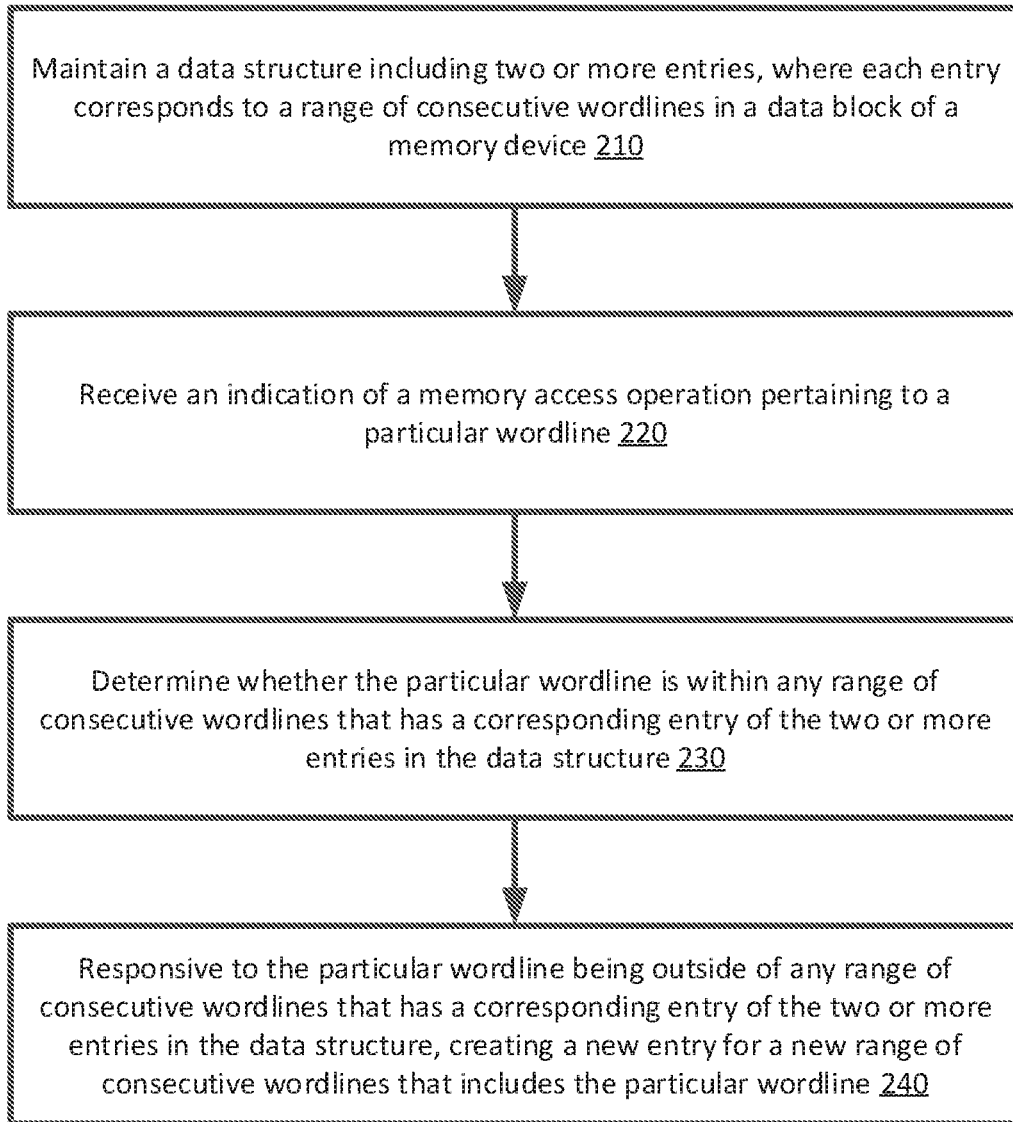 Maintain a data structure including two or more entries, where each entry
corresponds to a range of consecutive wordlines in a data block of a
memory device 210
Receive an indication of a memory access operation pertaining to a
particular wordline 220
Determine whether the particular wordline is within any range of
consecutive wordlines that has a corresponding entry of the two or more
entries in the data structure 230
Responsive to the particular wordline being outside of any range of
consecutive wordlines that has a corresponding entry of the two or more
entries in the data structure, creating a new entry for a new range of
consecutive wordlines that includes the particular wordline 240